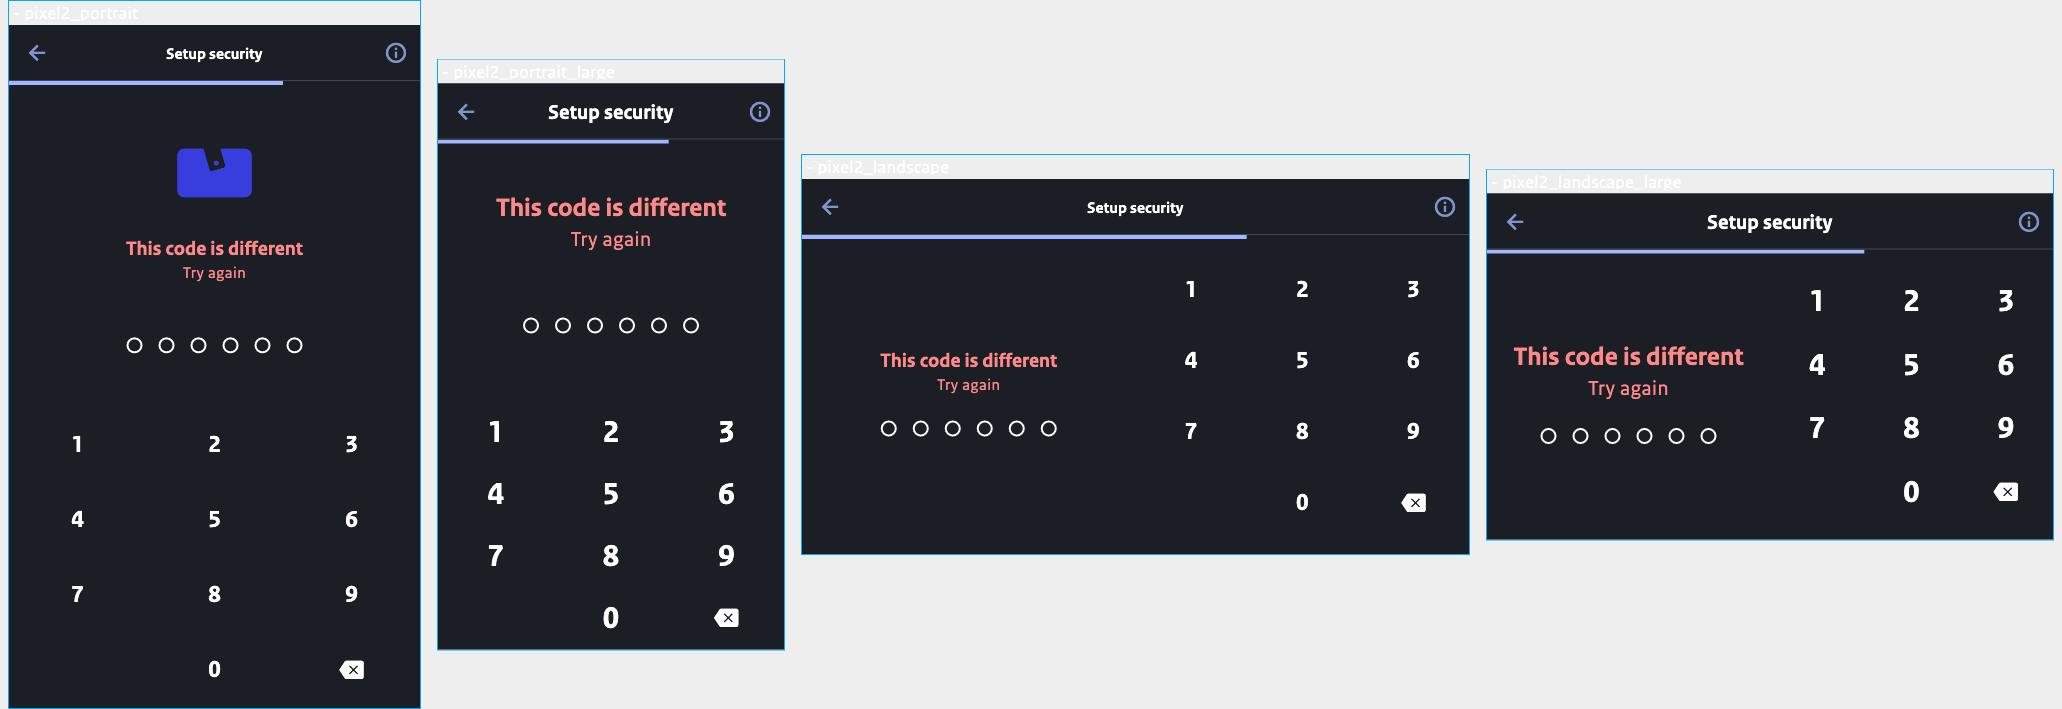 - pixel2_portrait
Setup security
This code is different
Try again
1 2 3
4 5 6
7 8 9
0
- pixel2_portrait_large
Setup security
This code is different
Try again
1 2 3
4 5 6
7 8 9
0
- pixel2_landscape
Setup security
This code is different
Try again
1 2 3
4 5 6
7 8 9
0
- pixel2_landscape_large
Setup security
This code is different
Try again
1 2 3
4 5 6
7 8 9
0